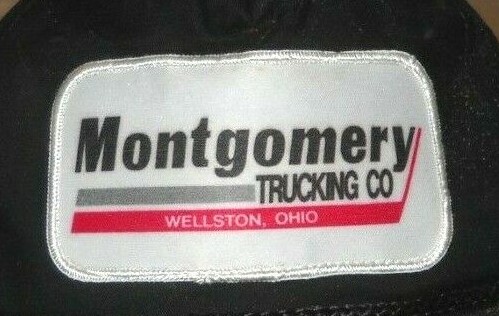 Montgomery
TRUCKING CO
WELLSTON, OHIO